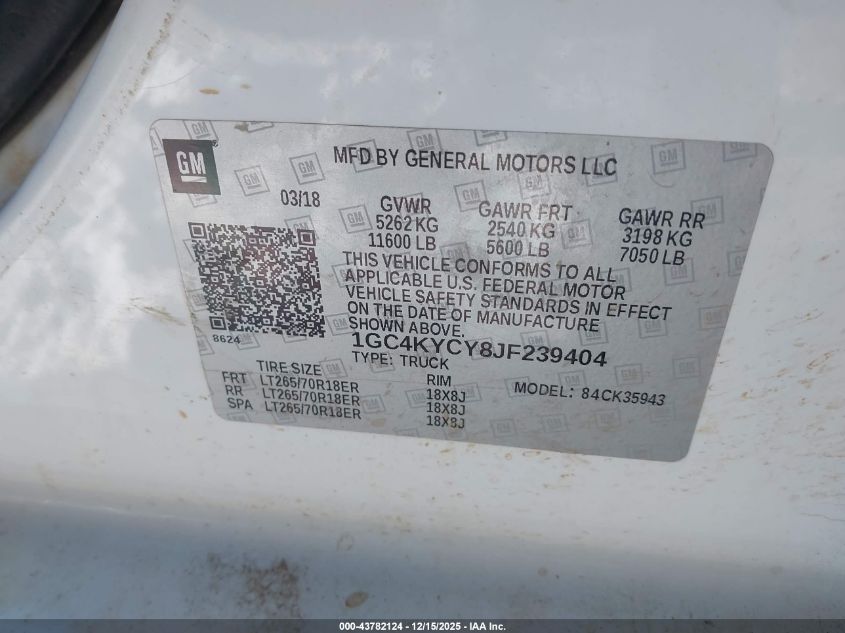 GM
MFD BY GENERAL MOTORS LLC
03/18
GVWR GAWR FRT GAWR RR
5262 KG 2540 KG 3198 KG
11600 LB 5600 LB 7050 LB
THIS VEHICLE CONFORMS TO ALL
APPLICABLE U.S. FEDERAL MOTOR
VEHICLE SAFETY STANDARDS IN EFFECT
ON THE DATE OF MANUFACTURE
SHOWN ABOVE.
8624
1GC4KYCY8JF239404
TYPE: TRUCK
TIRE SIZE RIM
FRT LT265/70R18ER 18X8J
RR LT265/70R18ER 18X8J
SPA LT265/70R18ER 18X8J
MODEL: 84CK35943
000-43782124 - 12/15/2025 - IAA Inc.